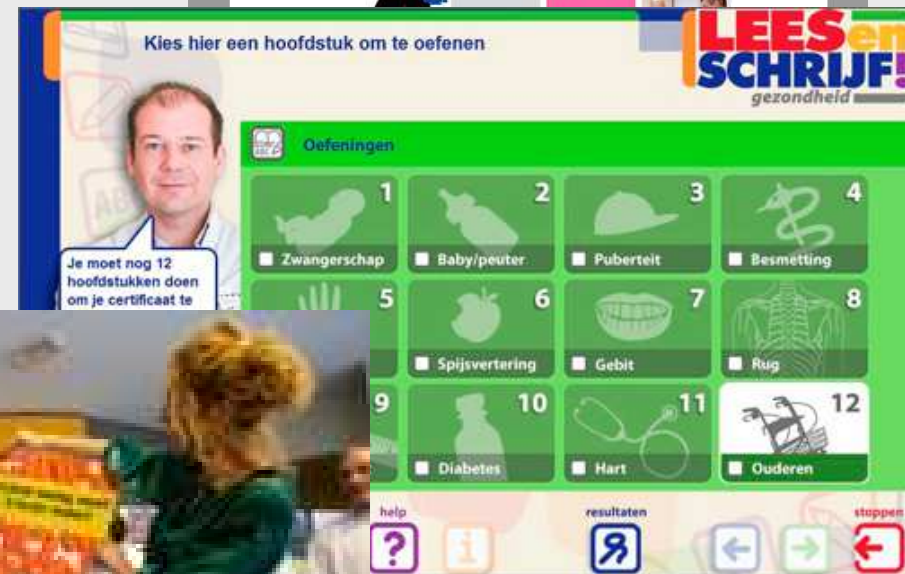 Kies hier een hoofdstuk om te oefenen
LEES en
SCHRIJF!
gezondheid
Oefeningen
1
Zwangerschap
2
Baby/peuter
3
Puberteit
4
Besmetting
Je moet nog 12
hoofdstukken doen
om je certificaat te
5
6
Spijsvertering
7
Gebit
8
Rug
9
10
Diabetes
11
Hart
12
Ouderen
help
?
i
resultaten
stoppen